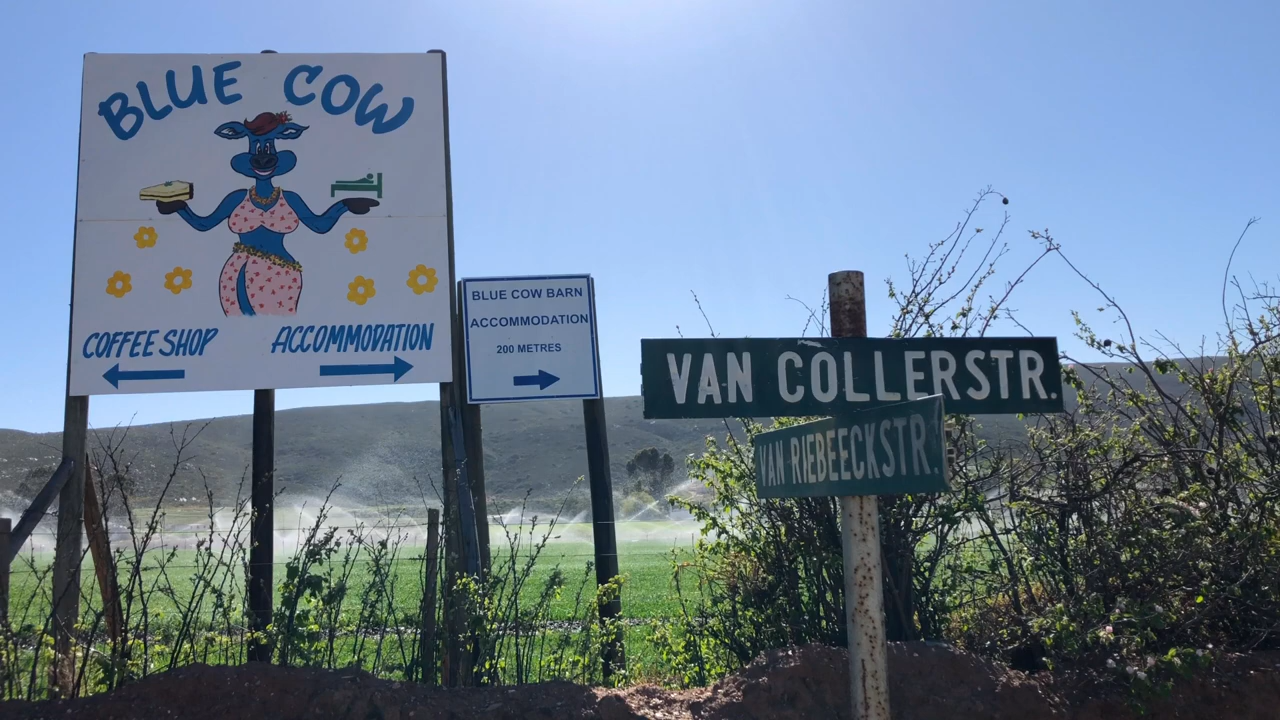 BLUE COW
COFFEE SHOP
ACCOMMODATION
BLUE COW BARN
ACCOMMODATION
200 METRES
VAN COLLERSTR.
VAN RIEBEECKSTR.